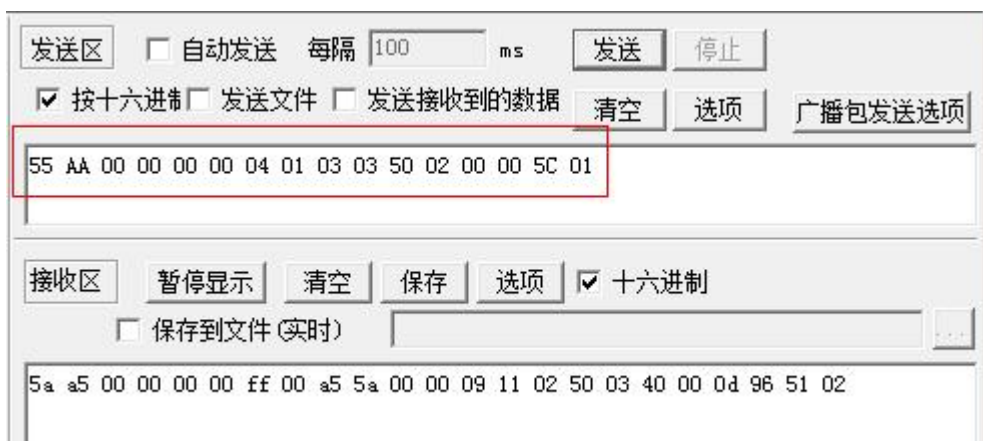 发送区 自动发送 每隔 100 ms 发送 停止
按十六进制 发送文件 发送接收到的数据 清空 选项 广播包发送选项
55 AA 00 00 00 00 04 01 03 03 50 02 00 00 5C 01
接收区 暂停显示 清空 保存 选项 十六进制
保存到文件(实时) ...
5a a5 00 00 00 00 ff 00 a5 5a 00 00 09 11 02 50 03 40 00 0d 96 51 02